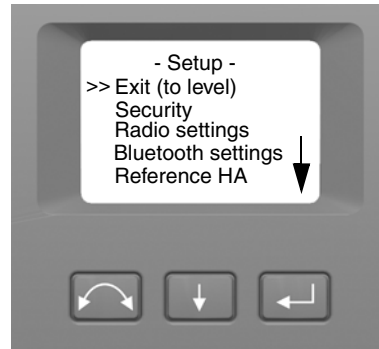 - Setup -
>> Exit (to level)
Security
Radio settings
Bluetooth settings
Reference HA